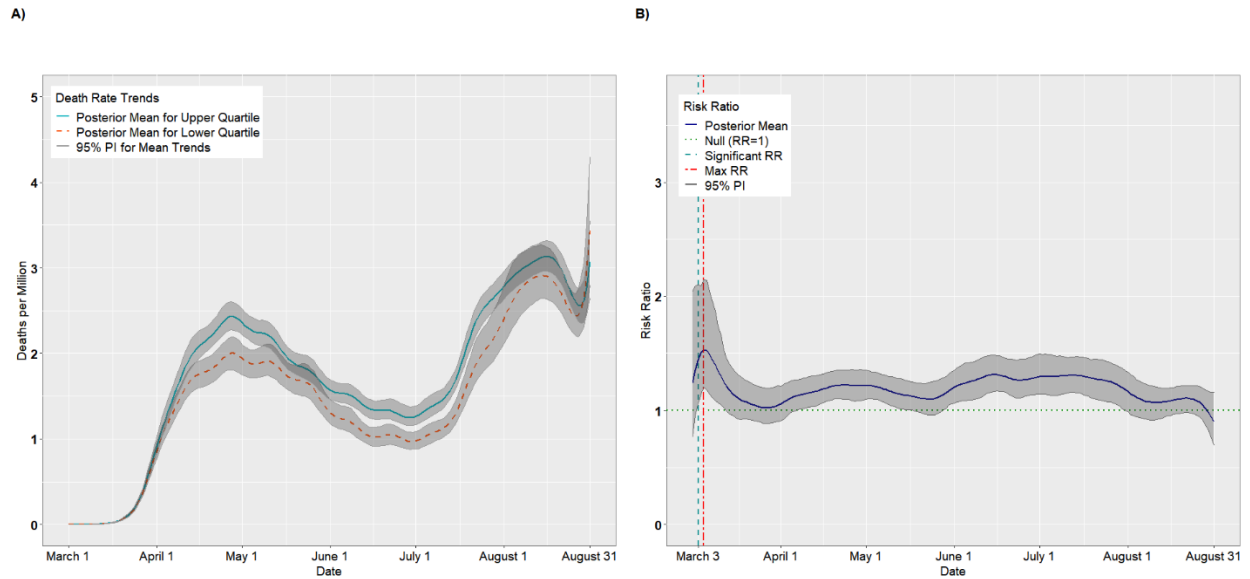 A)
Death Rate Trends
Posterior Mean for Upper Quartile
Posterior Mean for Lower Quartile
95% PI for Mean Trends
Deaths per Million
5
4
3
2
1
0
March 1 April 1 May 1 June 1 July 1 August 1 August 31
Date
B)
Risk Ratio
Posterior Mean
Null (RR=1)
Significant RR
Max RR
95% PI
Risk Ratio
3
2
1
0
March 3 April 1 May 1 June 1 July 1 August 1 August 31
Date